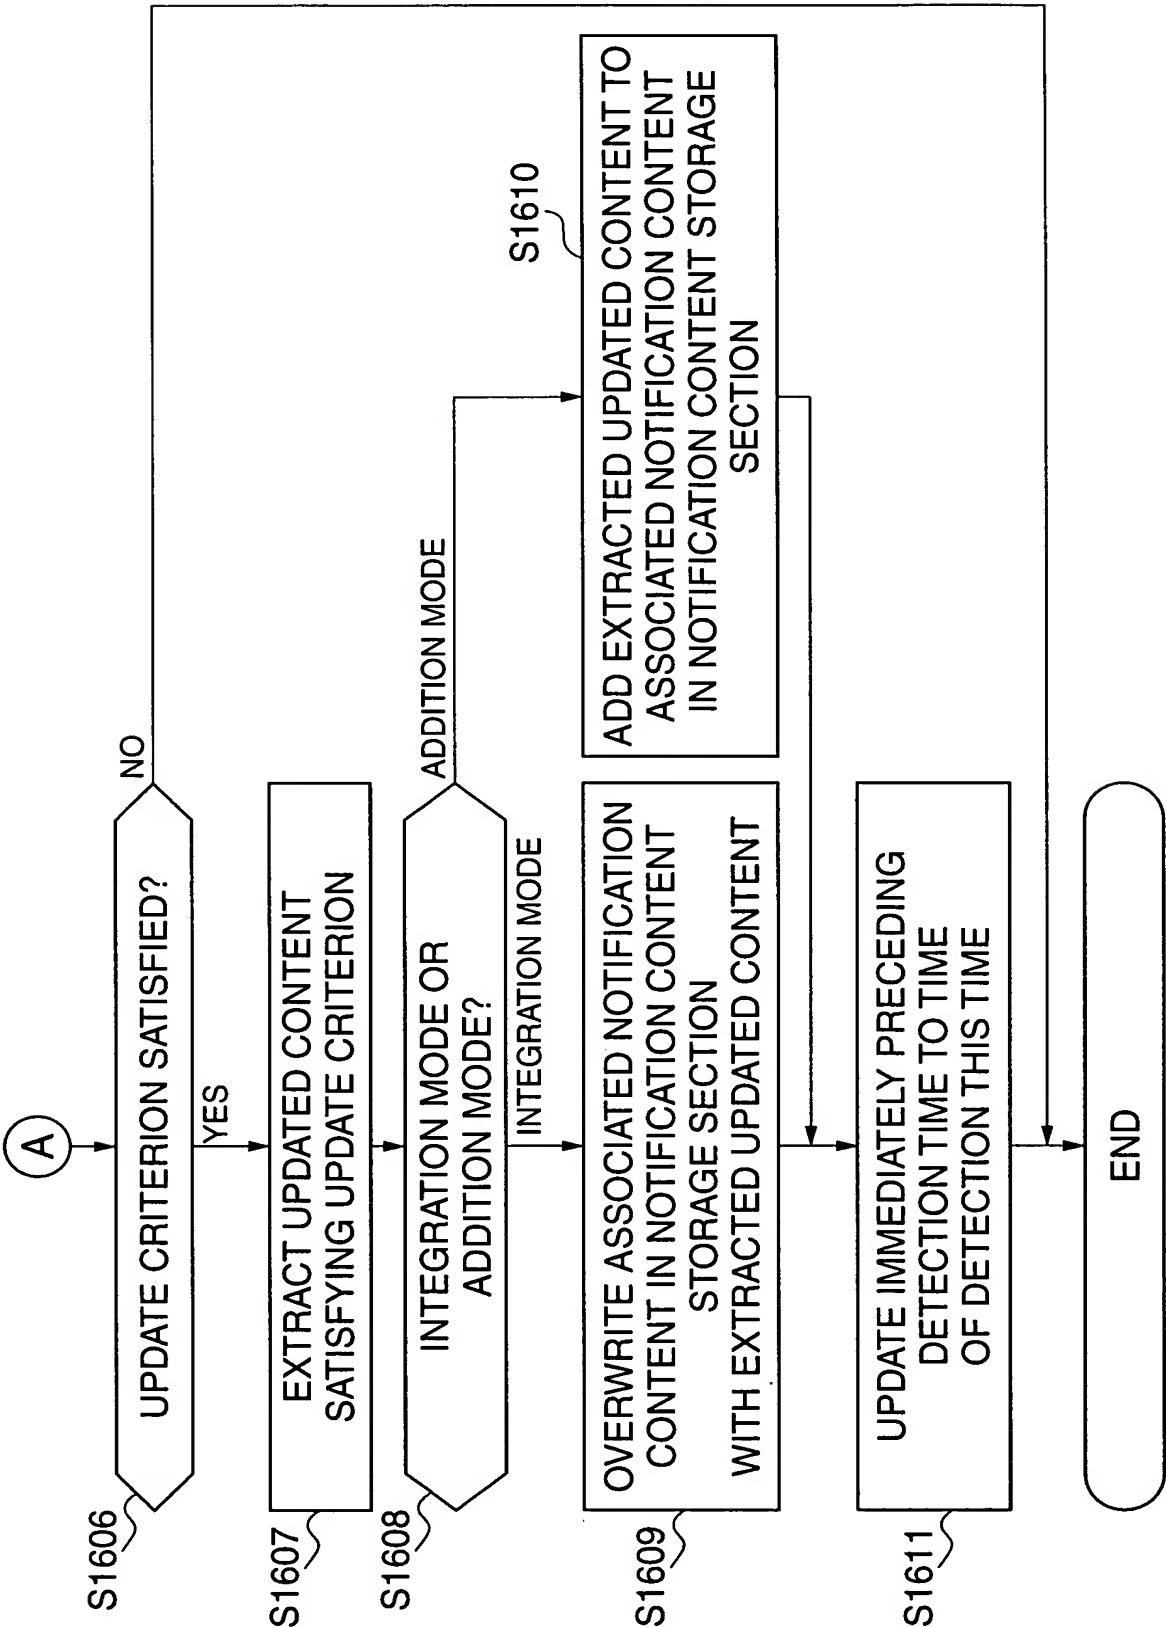 A
S1606
UPDATE CRITERION SATISFIED?
NO
YES
S1607
EXTRACT UPDATED CONTENT
SATISFYING UPDATE CRITERION
S1608
INTEGRATION MODE OR
ADDITION MODE?
ADDITION MODE
INTEGRATION MODE
S1609
OVERWRITE ASSOCIATED NOTIFICATION
CONTENT IN NOTIFICATION CONTENT
STORAGE SECTION
WITH EXTRACTED UPDATED CONTENT
S1610
ADD EXTRACTED UPDATED CONTENT TO
ASSOCIATED NOTIFICATION CONTENT
IN NOTIFICATION CONTENT STORAGE
SECTION
S1611
UPDATE IMMEDIATELY PRECEDING
DETECTION TIME TO TIME
OF DETECTION THIS TIME
END